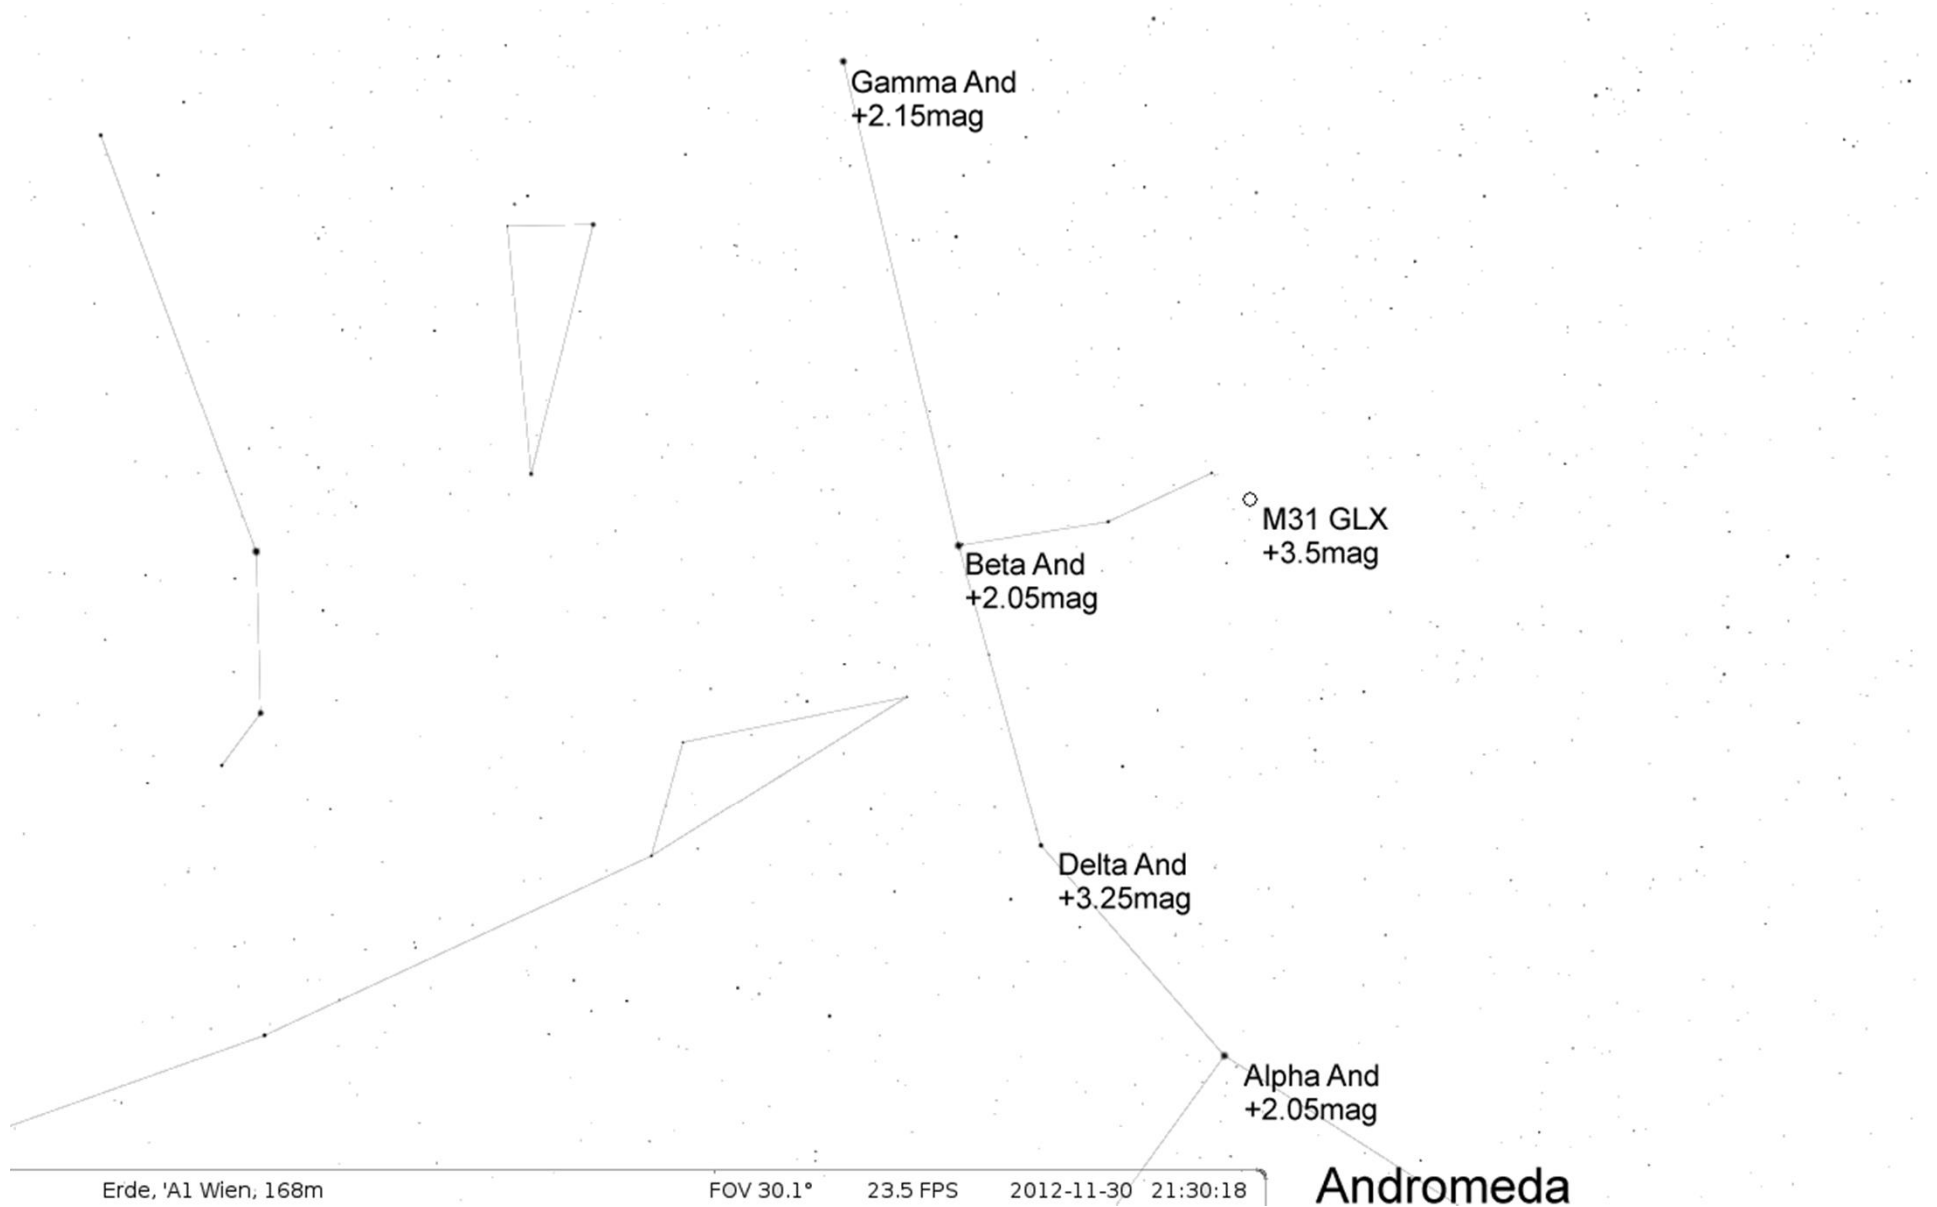 Gamma And
+2.15mag
M31 GLX
+3.5mag
Beta And
+2.05mag
Delta And
+3.25mag
Alpha And
+2.05mag
Erde, 'A1 Wien, 168m FOV 30.1° 23.5 FPS 2012-11-30 21:30:18
Andromeda